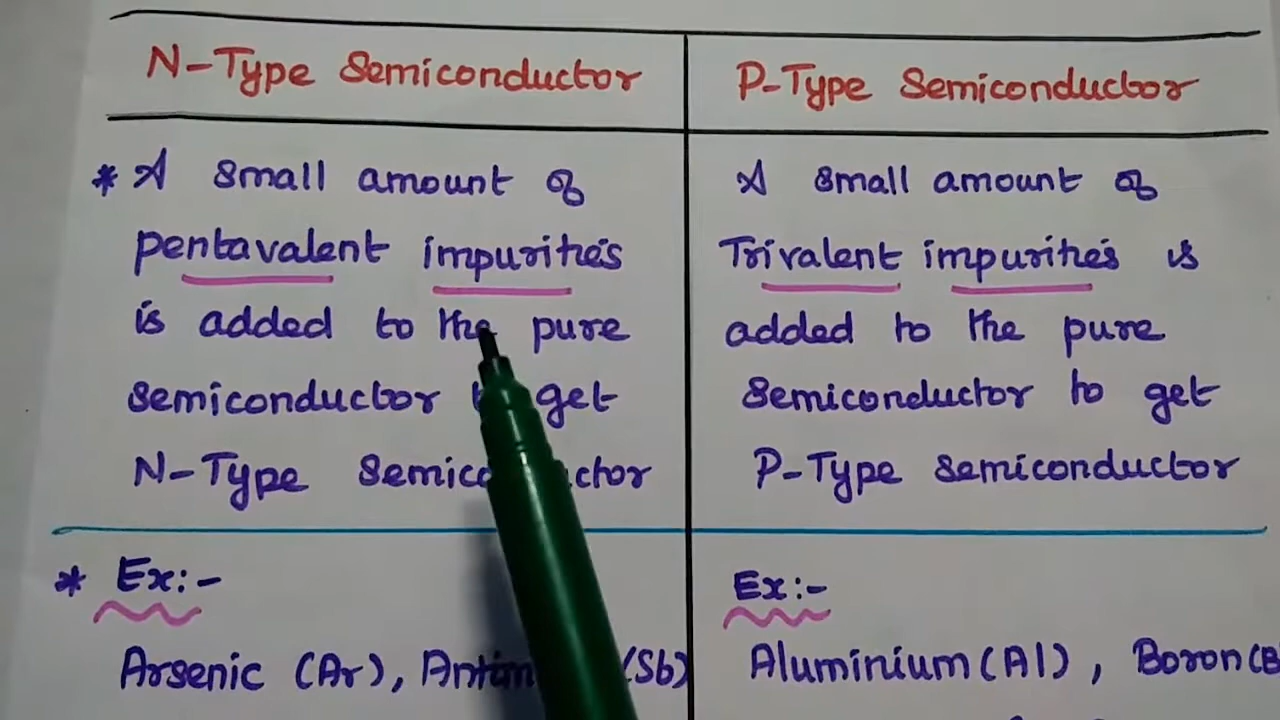 N-Type Semiconductor
P-Type Semiconductor
* A small amount of
pentavalent impurities
is added to the pure
semiconductor get
N-Type
A small amount of
Trivalent impurities is
added to the pure
semiconductor to get
P-Type semiconductor
* Ex:-
Arsenic (Ar), (Sb)
Ex:-
Aluminium (Al), Boron (B